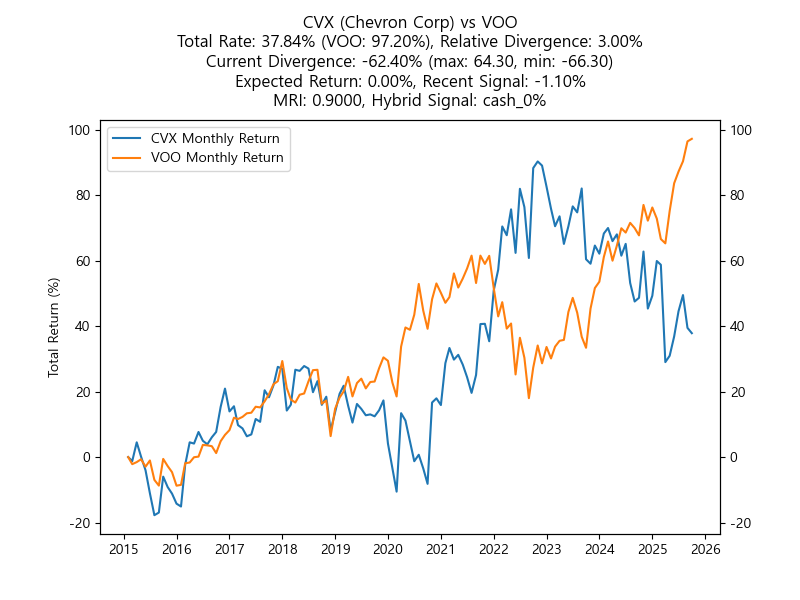 CVX (Chevron Corp) vs VOO
Total Rate: 37.84% (VOO: 97.20%), Relative Divergence: 3.00%
Current Divergence: -62.40% (max: 64.30, min: -66.30)
Expected Return: 0.00%, Recent Signal: -1.10%
MRI: 0.9000, Hybrid Signal: cash_0%
CVX Monthly Return
VOO Monthly Return
Total Return (%)
100
80
60
40
20
0
-20
100
80
60
40
20
0
-20
2015 2016 2017 2018 2019 2020 2021 2022 2023 2024 2025 2026